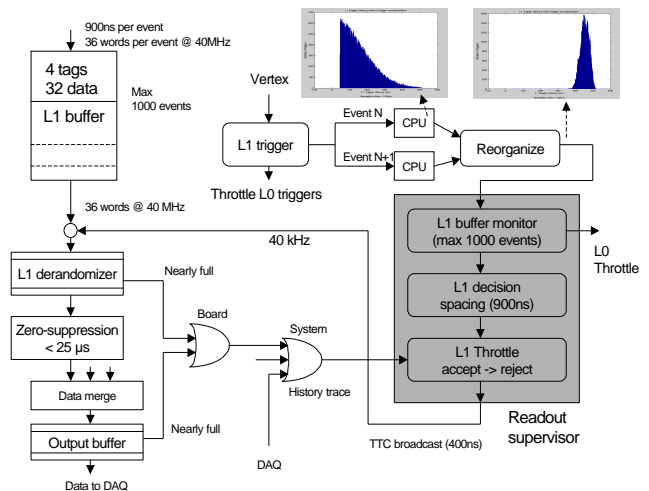 900ns per event
36 words per event @ 40MHz
4 tags
32 data
L1 buffer
Max
1000 events
Vertex
L1 trigger
Event N
CPU
Event N+1
CPU
Reorganize
Throttle L0 triggers
36 words @ 40 MHz
40 kHz
L1 buffer monitor
(max 1000 events)
L0
Throttle
L1 derandomizer
Nearly full
L1 decision
spacing (900ns)
Board
System
Zero-suppression
< 25 µs
L1 Throttle
accept -> reject
History trace
Data merge
Readout
supervisor
Output buffer
Nearly full
TTC broadcast (400ns)
DAQ
Data to DAQ